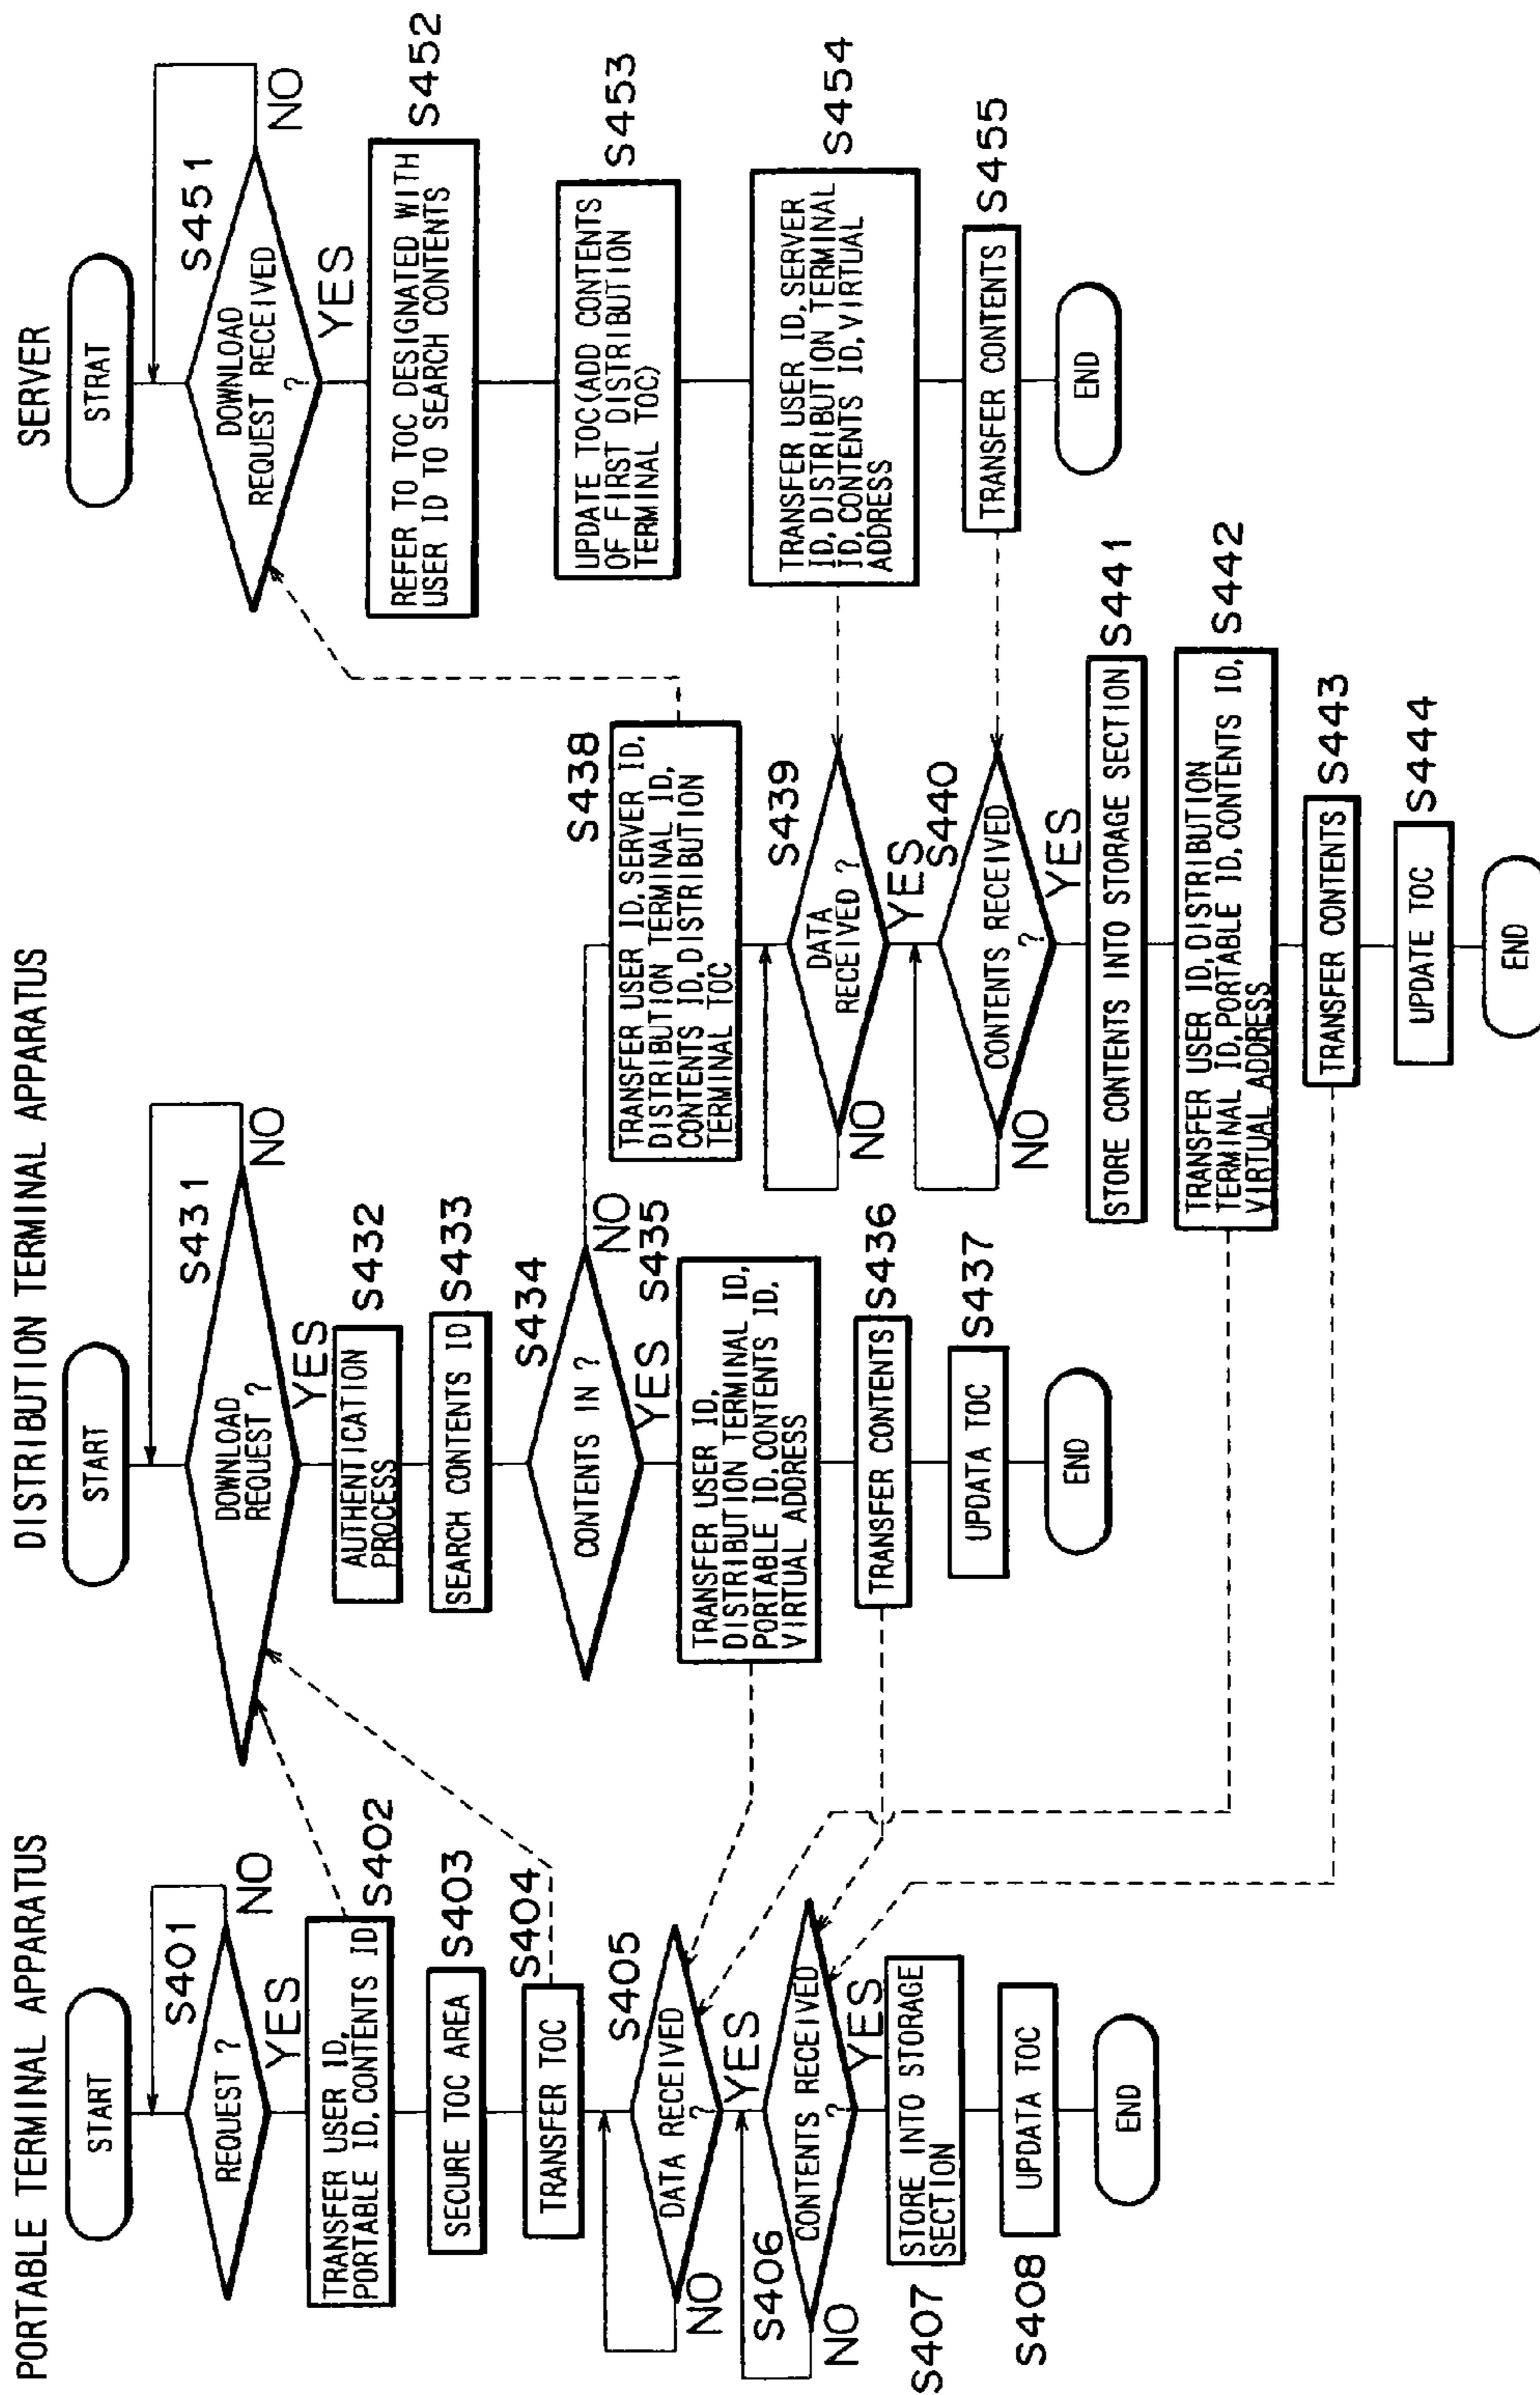 PORTABLE TERMINAL APPARATUS
START
REQUEST ?
S401
NO
YES
TRANSFER USER ID,
PORTABLE ID,CONTENTS ID
S402
SECURE TOC AREA
S403
TRANSFER TOC
S404
DATA RECEIVED
?
S405
NO
YES
CONTENTS RECEIVED
?
S406
NO
YES
STORE INTO STORAGE
SECTION
S407
UPDATA TOC
S408
END
DISTRIBUTION TERMINAL APPARATUS
START
DOWNLOAD
REQUEST ?
S431
NO
YES
AUTHENTICATION
PROCESS
S432
SEARCH CONTENTS ID
S433
CONTENTS IN ?
S434
NO
YES
S435
TRANSFER USER ID,
DISTRIBUTION TERMINAL ID,
PORTABLE ID,CONTENTS ID,
VIRTUAL ADDRESS
TRANSFER CONTENTS
S436
UPDATA TOC
S437
END
S438
TRANSFER USER ID,SERVER ID,
DISTRIBUTION TERMINAL ID,
CONTENTS ID,DISTRIBUTION
TERMINAL TOC
DATA
RECEIVED ?
S439
NO
YES
CONTENTS RECEIVED
?
S440
NO
YES
STORE CONTENTS INTO STORAGE SECTION
S441
TRANSFER USER ID,DISTRIBUTION
TERMINAL ID,PORTABLE ID,CONTENTS ID,
VIRTUAL ADDRESS
S442
TRANSFER CONTENTS
S443
UPDATE TOC
S444
END
SERVER
STRAT
DOWNLOAD
REQUEST RECEIVED
?
S451
NO
YES
REFER TO TOC DESIGNATED WITH
USER ID TO SEARCH CONTENTS
S452
UPDATE TOC(ADD CONTENTS
OF FIRST DISTRIBUTION
TERMINAL TOC)
S453
TRANSFER USER ID,SERVER
ID,DISTRIBUTION TERMINAL
ID,CONTENTS ID,VIRTUAL
ADDRESS
S454
TRANSFER CONTENTS
S455
END